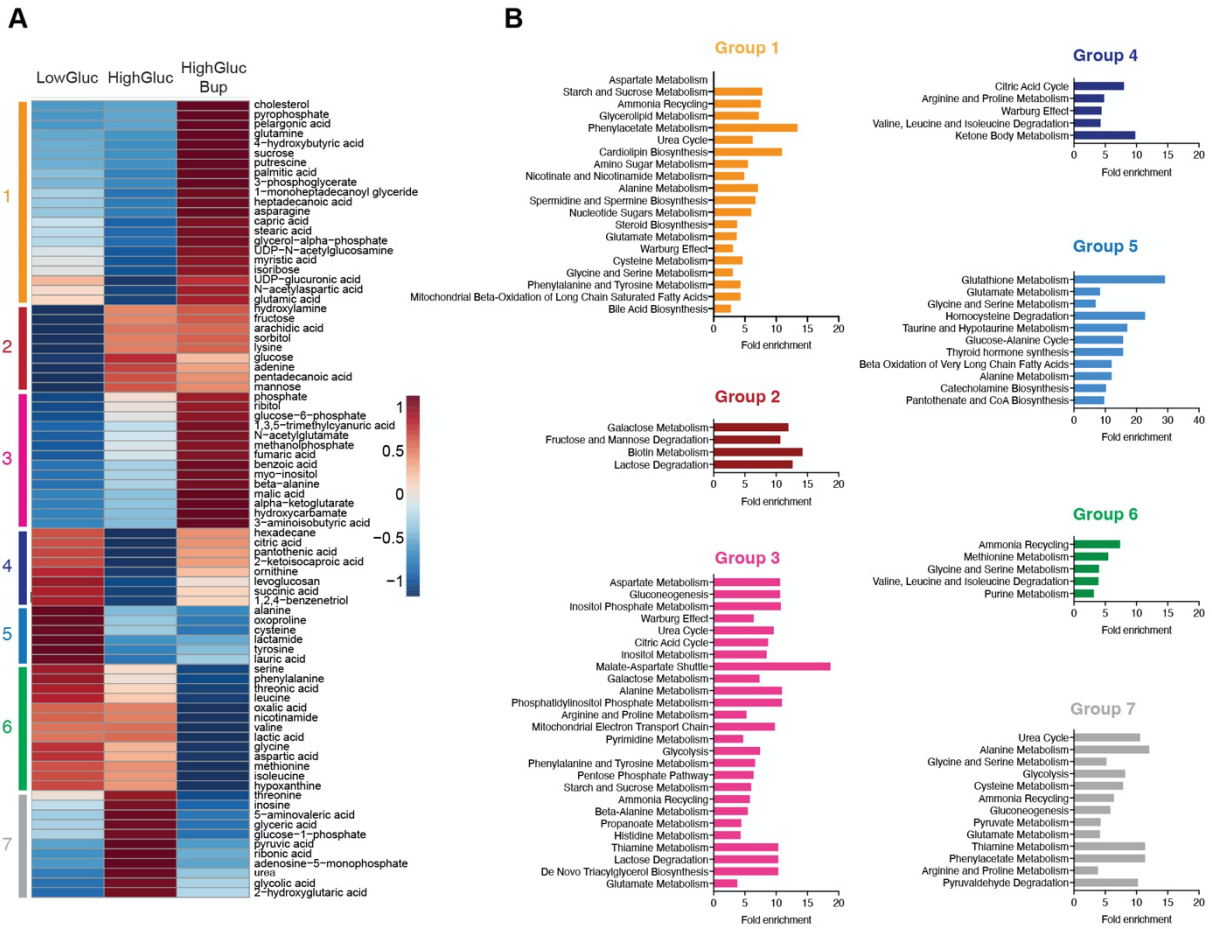 A
LowGluc
HighGluc
HighGluc
Bup
1
2
3
4
5
6
7
cholesterol
pyrophosphate
pelargonic acid
glutamine
4−hydroxybutyric acid
sucrose
putrescine
palmitic acid
3−phosphoglycerate
1−monoheptadecanoyl glyceride
heptadecanoic acid
asparagine
capric acid
stearic acid
glycerol−alpha−phosphate
UDP−N−acetylglucosamine
myristic acid
isoribose
UDP−glucuronic acid
N−acetylaspartic acid
glutamic acid
hydroxylamine
fructose
arachidic acid
sorbitol
lysine
glucose
adenine
pentadecanoic acid
mannose
phosphate
ribitol
glucose−6−phosphate
1,3,5−trimethylcyanuric acid
N−acetylglutamate
methanolphosphate
fumaric acid
benzoic acid
myo−inositol
beta−alanine
malic acid
alpha−ketoglutarate
hydroxycarbamate
3−aminoisobutyric acid
hexadecane
citric acid
pantothenic acid
2−ketoisocaproic acid
ornithine
levoglucosan
succinic acid
1,2,4−benzenetriol
alanine
oxoproline
cysteine
lactamide
tyrosine
lauric acid
serine
phenylalanine
threonic acid
leucine
oxalic acid
nicotinamide
valine
lactic acid
glycine
aspartic acid
methionine
isoleucine
hypoxanthine
threonine
inosine
5−aminovaleric acid
glyceric acid
glucose−1−phosphate
pyruvic acid
ribonic acid
adenosine−5−monophosphate
urea
glycolic acid
2−hydroxyglutaric acid
1
0.5
0
−0.5
−1
B
Group 1
Aspartate Metabolism
Starch and Sucrose Metabolism
Ammonia Recycling
Glycerolipid Metabolism
Phenylacetate Metabolism
Urea Cycle
Cardiolipin Biosynthesis
Amino Sugar Metabolism
Nicotinate and Nicotinamide Metabolism
Alanine Metabolism
Spermidine and Spermine Biosynthesis
Nucleotide Sugars Metabolism
Steroid Biosynthesis
Glutamate Metabolism
Warburg Effect
Cysteine Metabolism
Glycine and Serine Metabolism
Phenylalanine and Tyrosine Metabolism
Mitochondrial Beta-Oxidation of Long Chain Saturated Fatty Acids
Bile Acid Biosynthesis
0 5 10 15 20
Fold enrichment
Group 2
Galactose Metabolism
Fructose and Mannose Degradation
Biotin Metabolism
Lactose Degradation
0 5 10 15 20
Fold enrichment
Group 3
Aspartate Metabolism
Gluconeogenesis
Inositol Phosphate Metabolism
Warburg Effect
Urea Cycle
Citric Acid Cycle
Inositol Metabolism
Malate-Aspartate Shuttle
Galactose Metabolism
Alanine Metabolism
Phosphatidylinositol Phosphate Metabolism
Arginine and Proline Metabolism
Mitochondrial Electron Transport Chain
Pyrimidine Metabolism
Glycolysis
Phenylalanine and Tyrosine Metabolism
Pentose Phosphate Pathway
Starch and Sucrose Metabolism
Ammonia Recycling
Beta-Alanine Metabolism
Propanoate Metabolism
Histidine Metabolism
Thiamine Metabolism
Lactose Degradation
De Novo Triacylglycerol Biosynthesis
Glutamate Metabolism
0 5 10 15 20
Fold enrichment
Group 4
Citric Acid Cycle
Arginine and Proline Metabolism
Warburg Effect
Valine, Leucine and Isoleucine Degradation
Ketone Body Metabolism
0 5 10 15 20
Fold enrichment
Group 5
Glutathione Metabolism
Glutamate Metabolism
Glycine and Serine Metabolism
Homocysteine Degradation
Taurine and Hypotaurine Metabolism
Glucose-Alanine Cycle
Thyroid hormone synthesis
Beta Oxidation of Very Long Chain Fatty Acids
Alanine Metabolism
Catecholamine Biosynthesis
Pantothenate and CoA Biosynthesis
0 10 20 30 40
Fold enrichment
Group 6
Ammonia Recycling
Methionine Metabolism
Glycine and Serine Metabolism
Valine, Leucine and Isoleucine Degradation
Purine Metabolism
0 5 10 15 20
Fold enrichment
Group 7
Urea Cycle
Alanine Metabolism
Glycine and Serine Metabolism
Glycolysis
Cysteine Metabolism
Ammonia Recycling
Gluconeogenesis
Pyruvate Metabolism
Glutamate Metabolism
Thiamine Metabolism
Phenylacetate Metabolism
Arginine and Proline Metabolism
Pyruvaldehyde Degradation
0 5 10 15 20
Fold enrichment